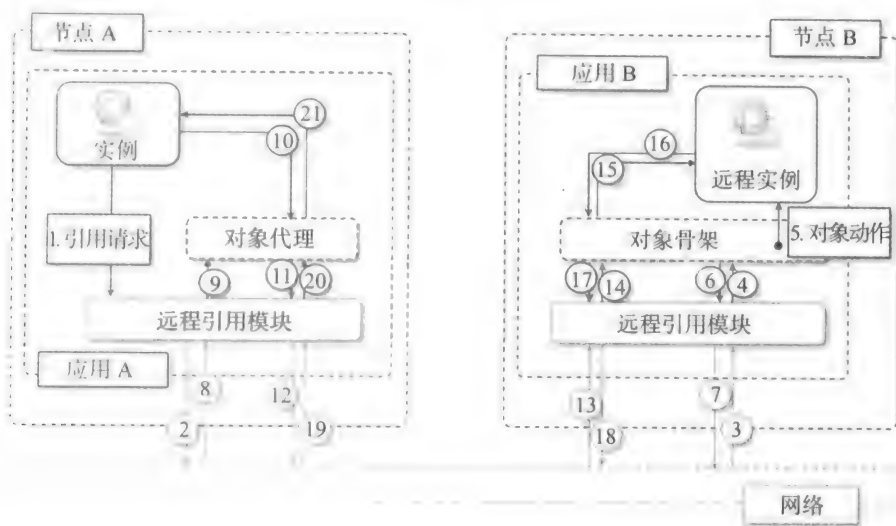 节点 A
节点 B
应用 B
21
10
16
实例
15
远程实例
1. 引用请求
对象代理
对象骨架
5. 对象动作
9
11
20
17
14
6
4
远程引用模块
远程引用模块
应用 A
8
12
13
7
2
19
18
3
网络